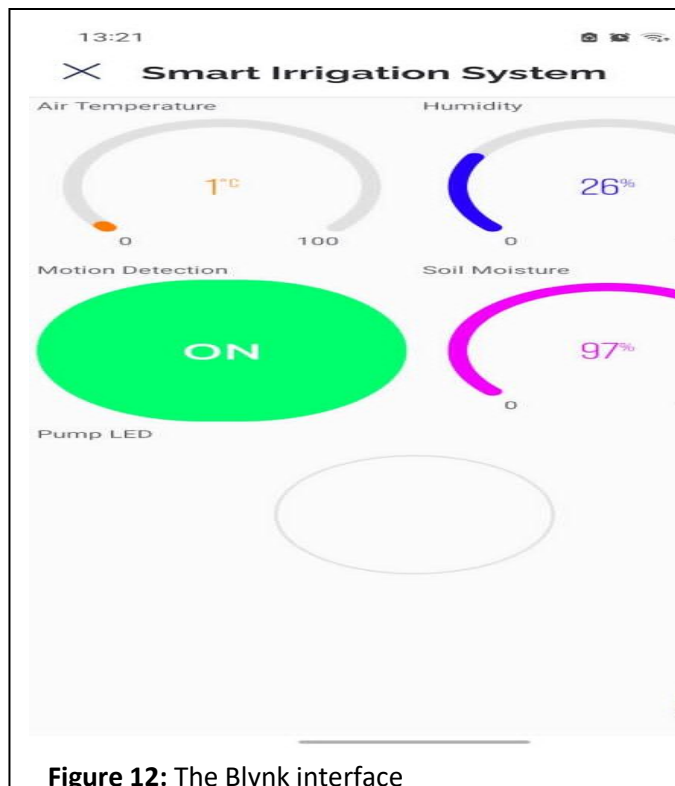 13:21
Smart Irrigation System
Air Temperature
Humidity
1°C
26%
0
100
0
Motion Detection
Soil Moisture
ON
97%
0
Pump LED
Figure 12: The Blynk interface